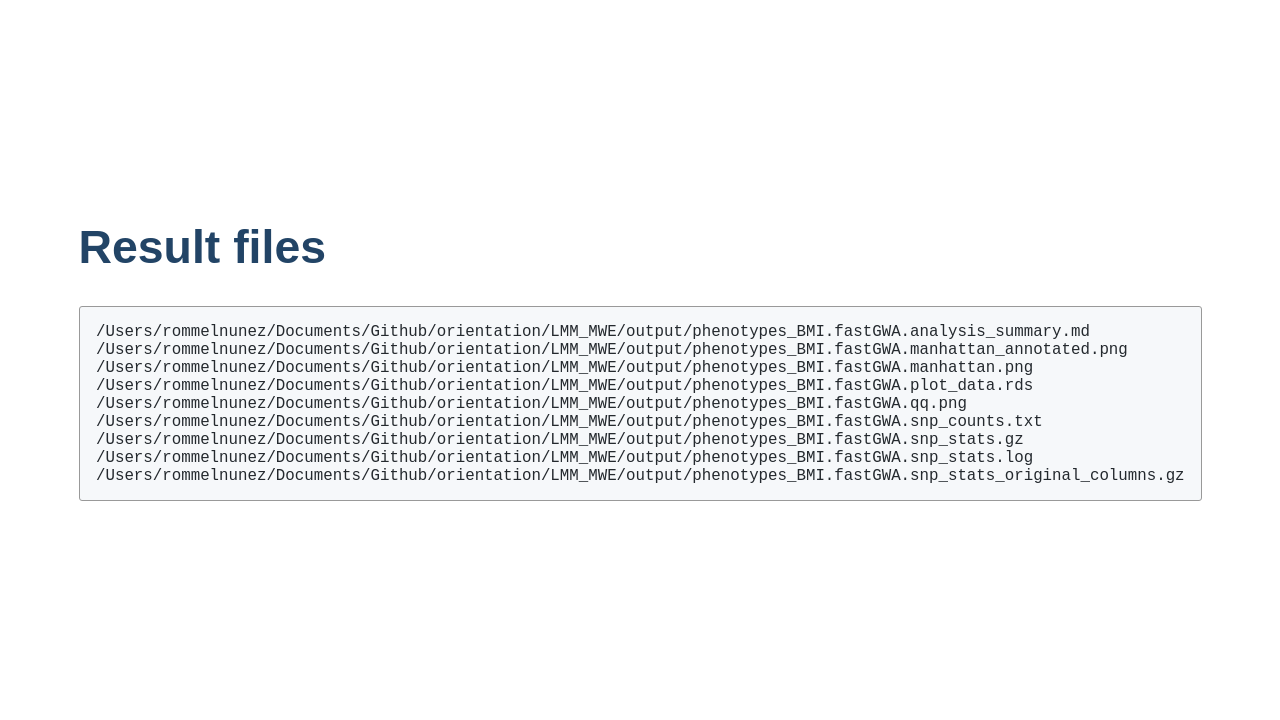 Result files
/Users/rommelnunez/Documents/Github/orientation/LMM_MWE/output/phenotypes_BMI.fastGWA.analysis_summary.md
/Users/rommelnunez/Documents/Github/orientation/LMM_MWE/output/phenotypes_BMI.fastGWA.manhattan_annotated.png
/Users/rommelnunez/Documents/Github/orientation/LMM_MWE/output/phenotypes_BMI.fastGWA.manhattan.png
/Users/rommelnunez/Documents/Github/orientation/LMM_MWE/output/phenotypes_BMI.fastGWA.plot_data.rds
/Users/rommelnunez/Documents/Github/orientation/LMM_MWE/output/phenotypes_BMI.fastGWA.qq.png
/Users/rommelnunez/Documents/Github/orientation/LMM_MWE/output/phenotypes_BMI.fastGWA.snp_counts.txt
/Users/rommelnunez/Documents/Github/orientation/LMM_MWE/output/phenotypes_BMI.fastGWA.snp_stats.gz
/Users/rommelnunez/Documents/Github/orientation/LMM_MWE/output/phenotypes_BMI.fastGWA.snp_stats.log
/Users/rommelnunez/Documents/Github/orientation/LMM_MWE/output/phenotypes_BMI.fastGWA.snp_stats_original_columns.gz